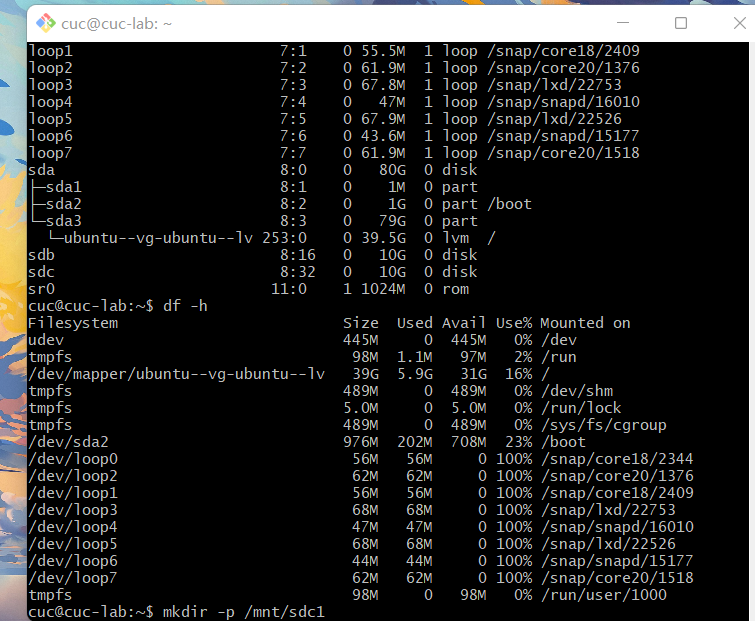 cuc@cuc-lab: ~
loop1                       7:1    0 55.5M  1 loop /snap/core18/2409
loop2                       7:2    0 61.9M  1 loop /snap/core20/1376
loop3                       7:3    0 67.8M  1 loop /snap/lxd/22753
loop4                       7:4    0   47M  1 loop /snap/snapd/16010
loop5                       7:5    0 67.9M  1 loop /snap/lxd/22526
loop6                       7:6    0 43.6M  1 loop /snap/snapd/15177
loop7                       7:7    0 61.9M  1 loop /snap/core20/1518
sda                         8:0    0   80G  0 disk
├─sda1                      8:1    0    1M  0 part
├─sda2                      8:2    0    1G  0 part /boot
└─sda3                      8:3    0   79G  0 part
  └─ubuntu--vg-ubuntu--lv 253:0    0 39.5G  0 lvm  /
sdb                         8:16   0   10G  0 disk
sdc                         8:32   0   10G  0 disk
sr0                        11:0    1 1024M  0 rom
cuc@cuc-lab:~$ df -h
Filesystem                         Size  Used Avail Use% Mounted on
udev                               445M     0  445M   0% /dev
tmpfs                               98M  1.1M   97M   2% /run
/dev/mapper/ubuntu--vg-ubuntu--lv   39G  5.9G   31G  16% /
tmpfs                              489M     0  489M   0% /dev/shm
tmpfs                              5.0M     0  5.0M   0% /run/lock
tmpfs                              489M     0  489M   0% /sys/fs/cgroup
/dev/sda2                          976M  202M  708M  23% /boot
/dev/loop0                          56M   56M     0 100% /snap/core18/2344
/dev/loop2                          62M   62M     0 100% /snap/core20/1376
/dev/loop1                          56M   56M     0 100% /snap/core18/2409
/dev/loop3                          68M   68M     0 100% /snap/lxd/22753
/dev/loop4                          47M   47M     0 100% /snap/snapd/16010
/dev/loop5                          68M   68M     0 100% /snap/lxd/22526
/dev/loop6                          44M   44M     0 100% /snap/snapd/15177
/dev/loop7                          62M   62M     0 100% /snap/core20/1518
tmpfs                               98M     0   98M   0% /run/user/1000
cuc@cuc-lab:~$ mkdir -p /mnt/sdc1